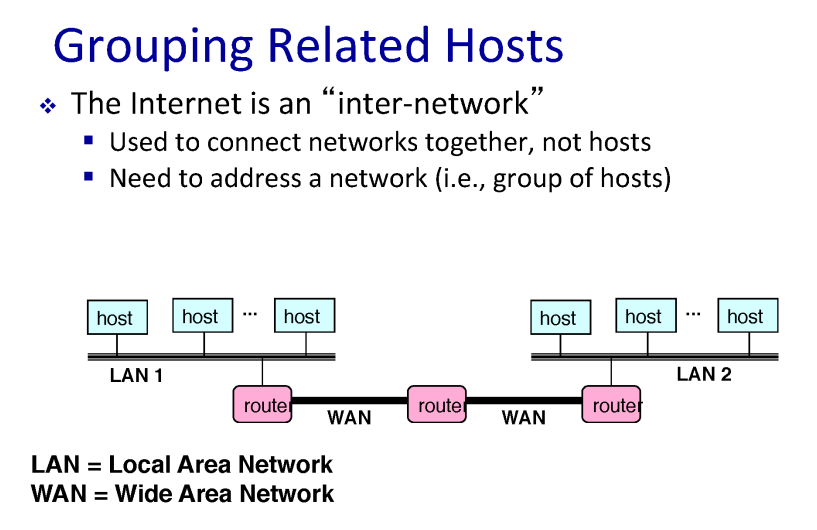 Grouping Related Hosts
The Internet is an “inter-network”
Used to connect networks together, not hosts
Need to address a network (i.e., group of hosts)
host host ... host host host ... host
LAN 1 LAN 2
router router router
WAN WAN
LAN = Local Area Network
WAN = Wide Area Network